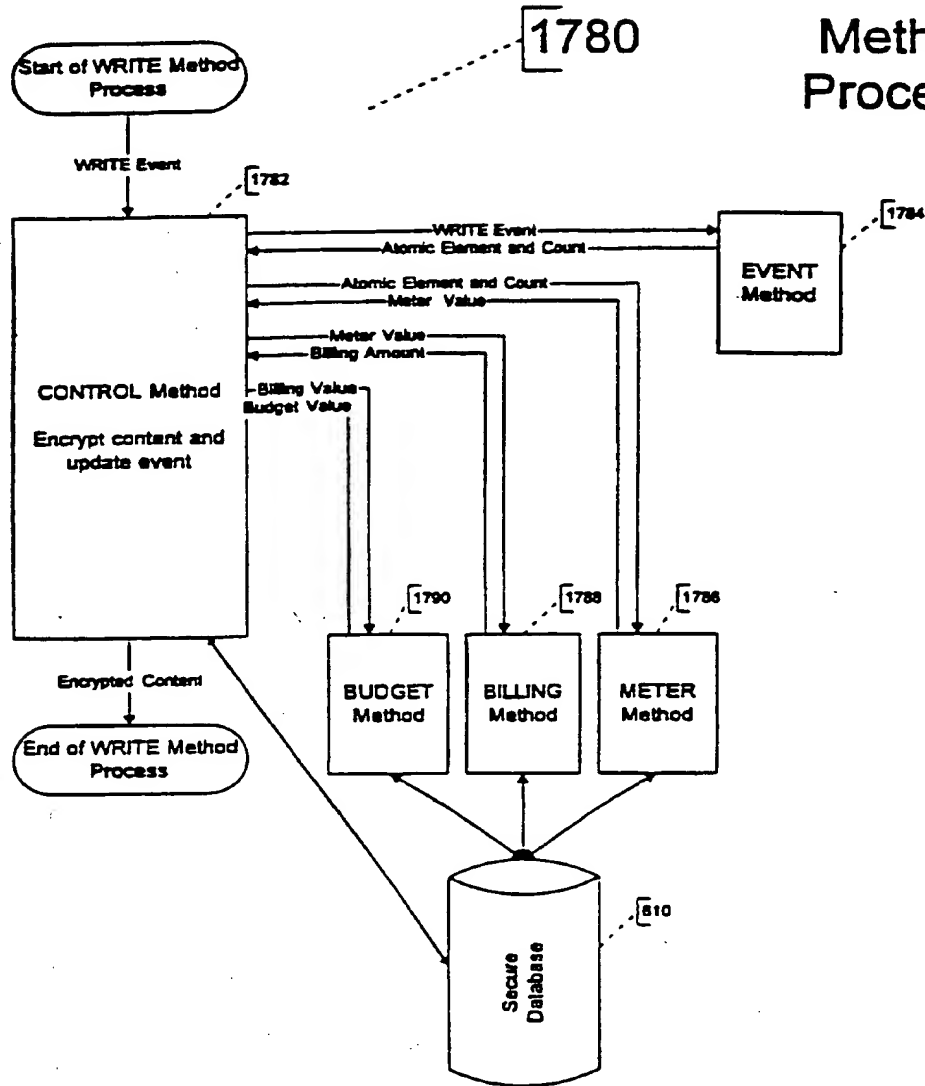 1780
Meth
Proce
Start of WRITE Method
Process
WRITE Event
1782
1784
WRITE Event
Atomic Element and Count
EVENT
Method
Atomic Element and Count
Meter Value
Meter Value
Billing Amount
CONTROL Method
Billing Value
Budget Value
Encrypt content and
update event
1790
1788
1786
Encrypted Content
BUDGET
Method
BILLING
Method
METER
Method
End of WRITE Method
Process
610
Secure
Database